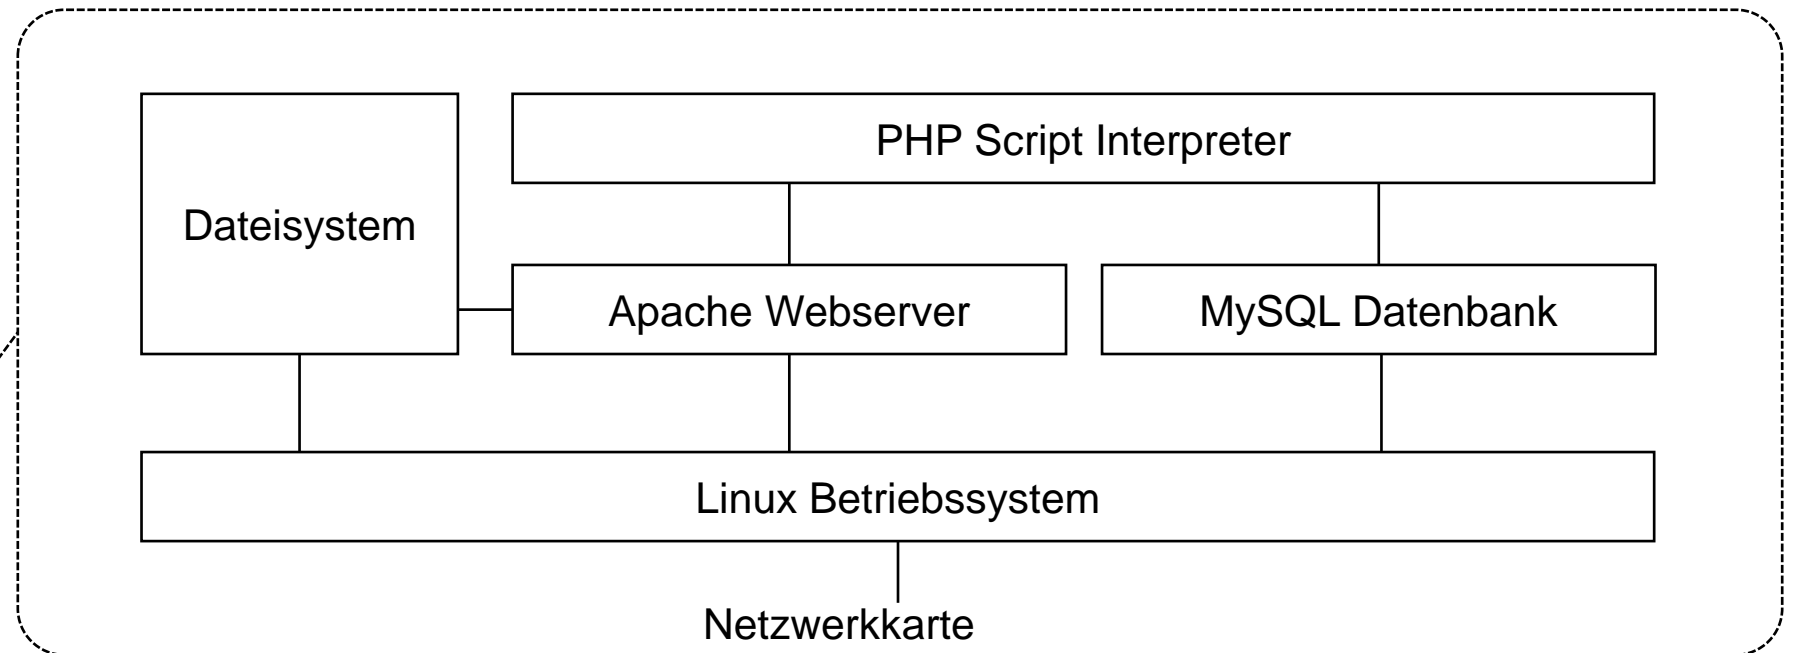 PHP Script Interpreter
Dateisystem
Apache Webserver
MySQL Datenbank
Linux Betriebssystem
Netzwerkkarte